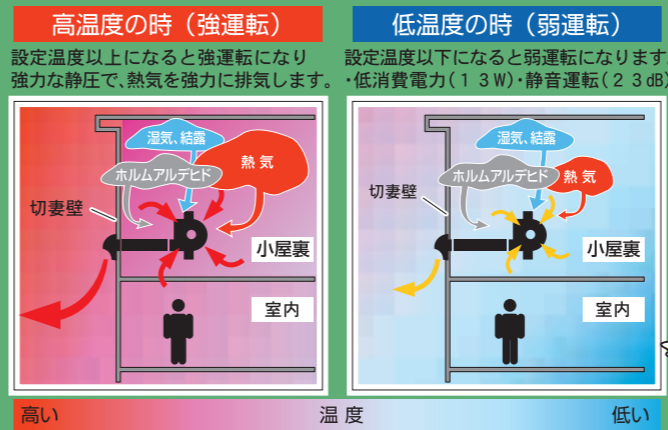 高温度の時（強運転）
設定温度以上になると強運転になり
強力な静圧で、熱気を強力に排気します。
湿気、結露
熱気
ホルムアルデヒド
切妻壁
小屋裏
室内
低温度の時（弱運転）
設定温度以下になると弱運転になります。
・低消費電力(13W)・静音運転(23dB)
湿気、結露
ホルムアルデヒド
熱気
切妻壁
小屋裏
室内
高い 温度 低い